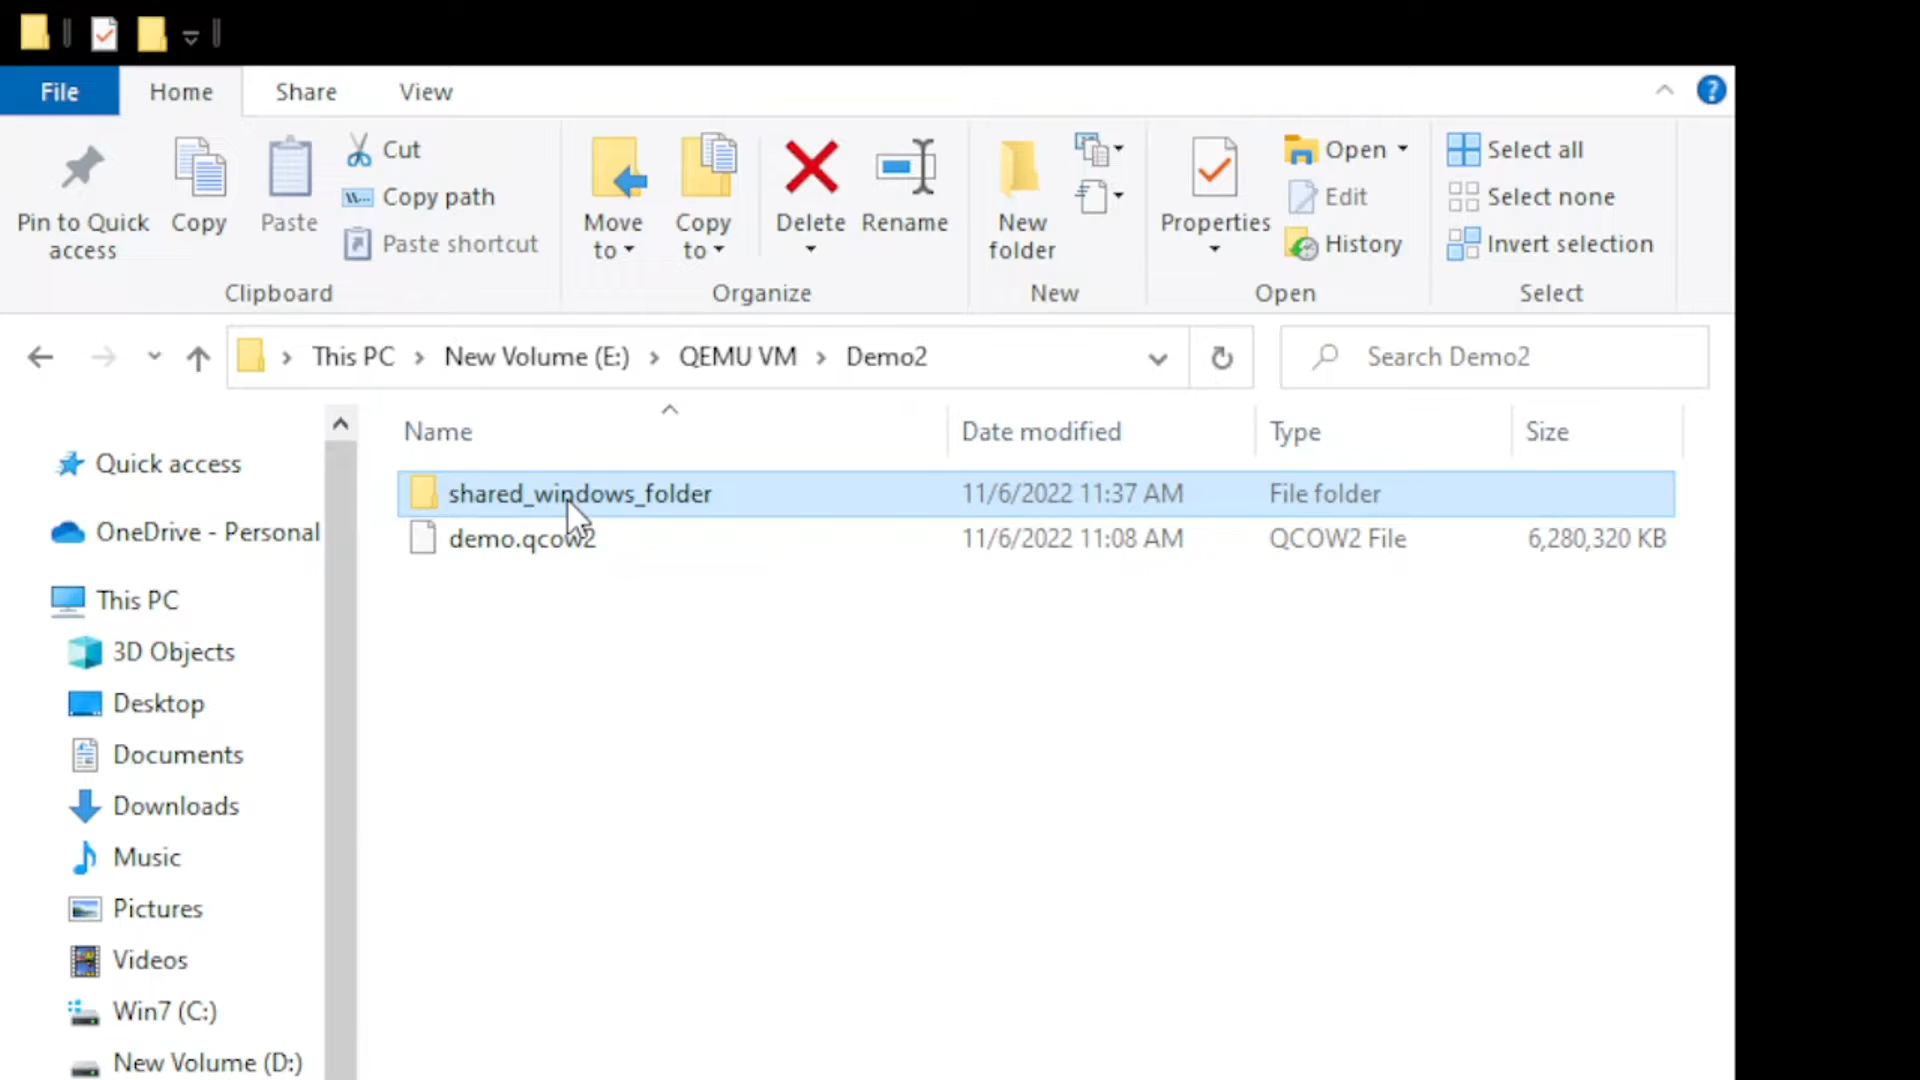 File Home Share View
Pin to Quick access
Copy
Paste
Cut
Copy path
Paste shortcut
Clipboard
Move to
Copy to
Delete
Rename
Organize
New folder
New
Properties
Open
Edit
History
Open
Select all
Select none
Invert selection
Select
This PC > New Volume (E:) > QEMU VM > Demo2
Search Demo2
Name Date modified Type Size
shared_windows_folder 11/6/2022 11:37 AM File folder
demo.qcow2 11/6/2022 11:08 AM QCOW2 File 6,280,320 KB
Quick access
OneDrive - Personal
This PC
3D Objects
Desktop
Documents
Downloads
Music
Pictures
Videos
Win7 (C:)
New Volume (D:)